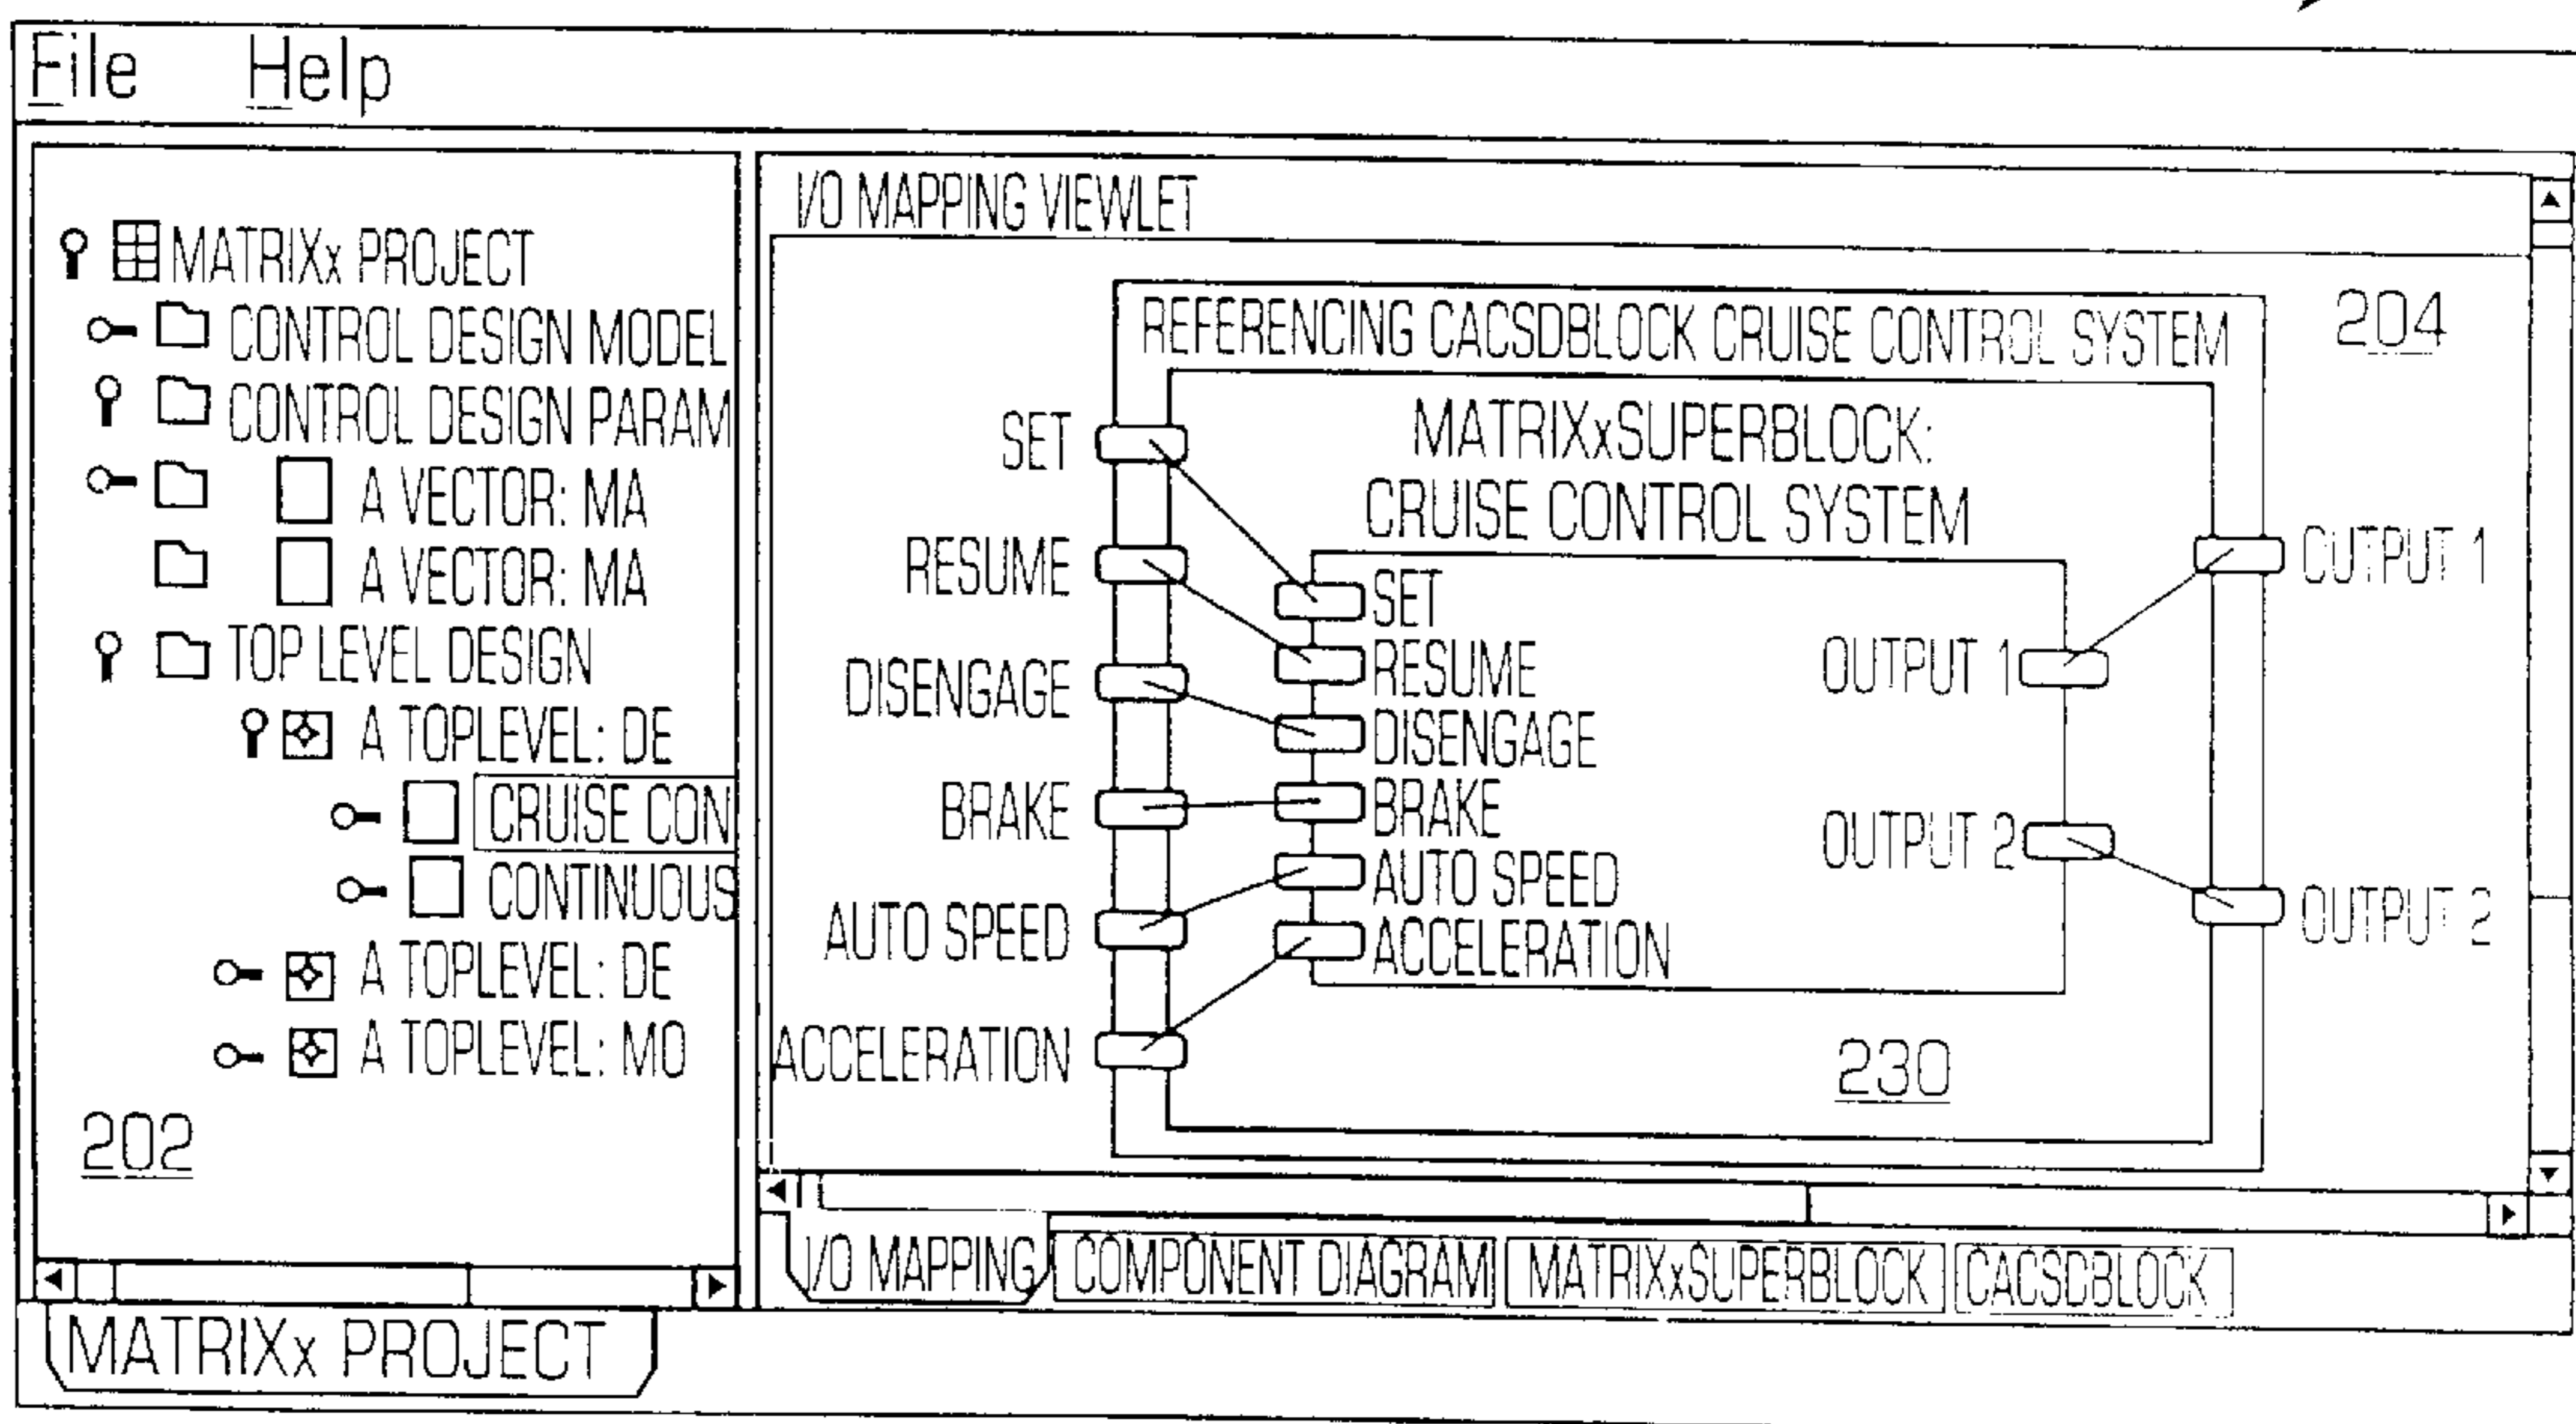 File Help
MATRIXx PROJECT
CONTROL DESIGN MODEL
CONTROL DESIGN PARAM
A VECTOR: MA
A VECTOR: MA
TOP LEVEL DESIGN
A TOPLEVEL: DE
CRUISE CON
CONTINUOUS
A TOPLEVEL: DE
A TOPLEVEL: MO
202
MATRIXx PROJECT
I/O MAPPING VIEWLET
204
REFERENCING CACSDBLOCK CRUISE CONTROL SYSTEM
MATRIXxSUPERBLOCK:
CRUISE CONTROL SYSTEM
SET
RESUME
DISENGAGE
BRAKE
AUTO SPEED
ACCELERATION
SET
RESUME
DISENGAGE
BRAKE
AUTO SPEED
ACCELERATION
OUTPUT 1
OUTPUT 2
OUTPUT 1
OUTPUT 2
230
I/O MAPPING COMPONENT DIAGRAM MATRIXxSUPERBLOCK CACSDBLOCK